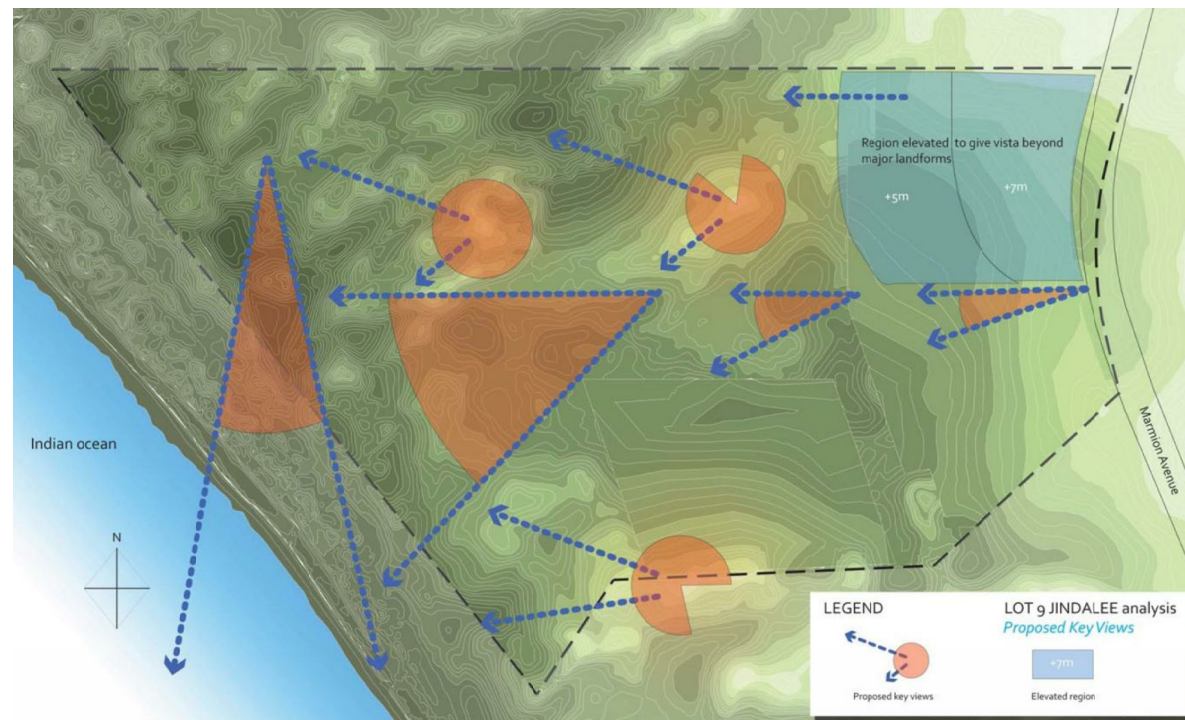 Region elevated to give vista beyond
major landforms
+5m
+7m
Indian ocean
Marmion Avenue
N
LEGEND
LOT 9 JINDALEE analysis
Proposed Key Views
+7m
Proposed key views
Elevated region